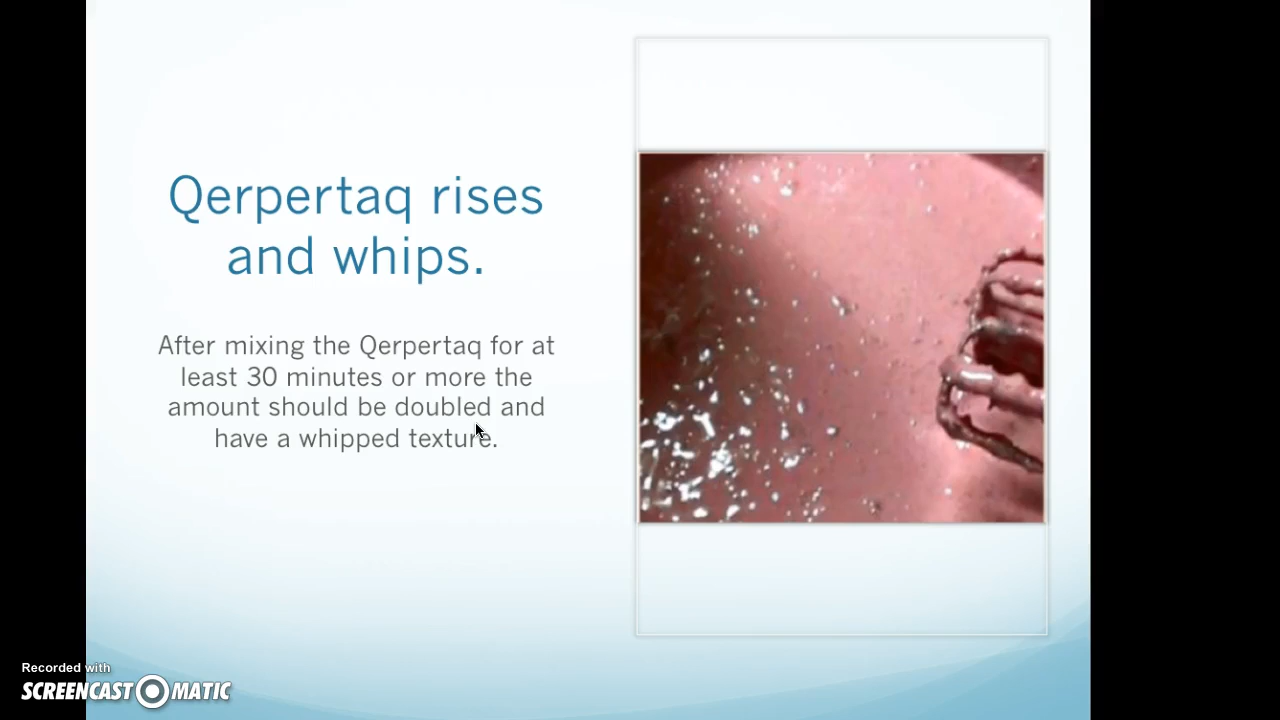 Qerpertaq rises
and whips.
After mixing the Qerpertaq for at
least 30 minutes or more the
amount should be doubled and
have a whipped texture.
Recorded with
SCREENCAST MATIC